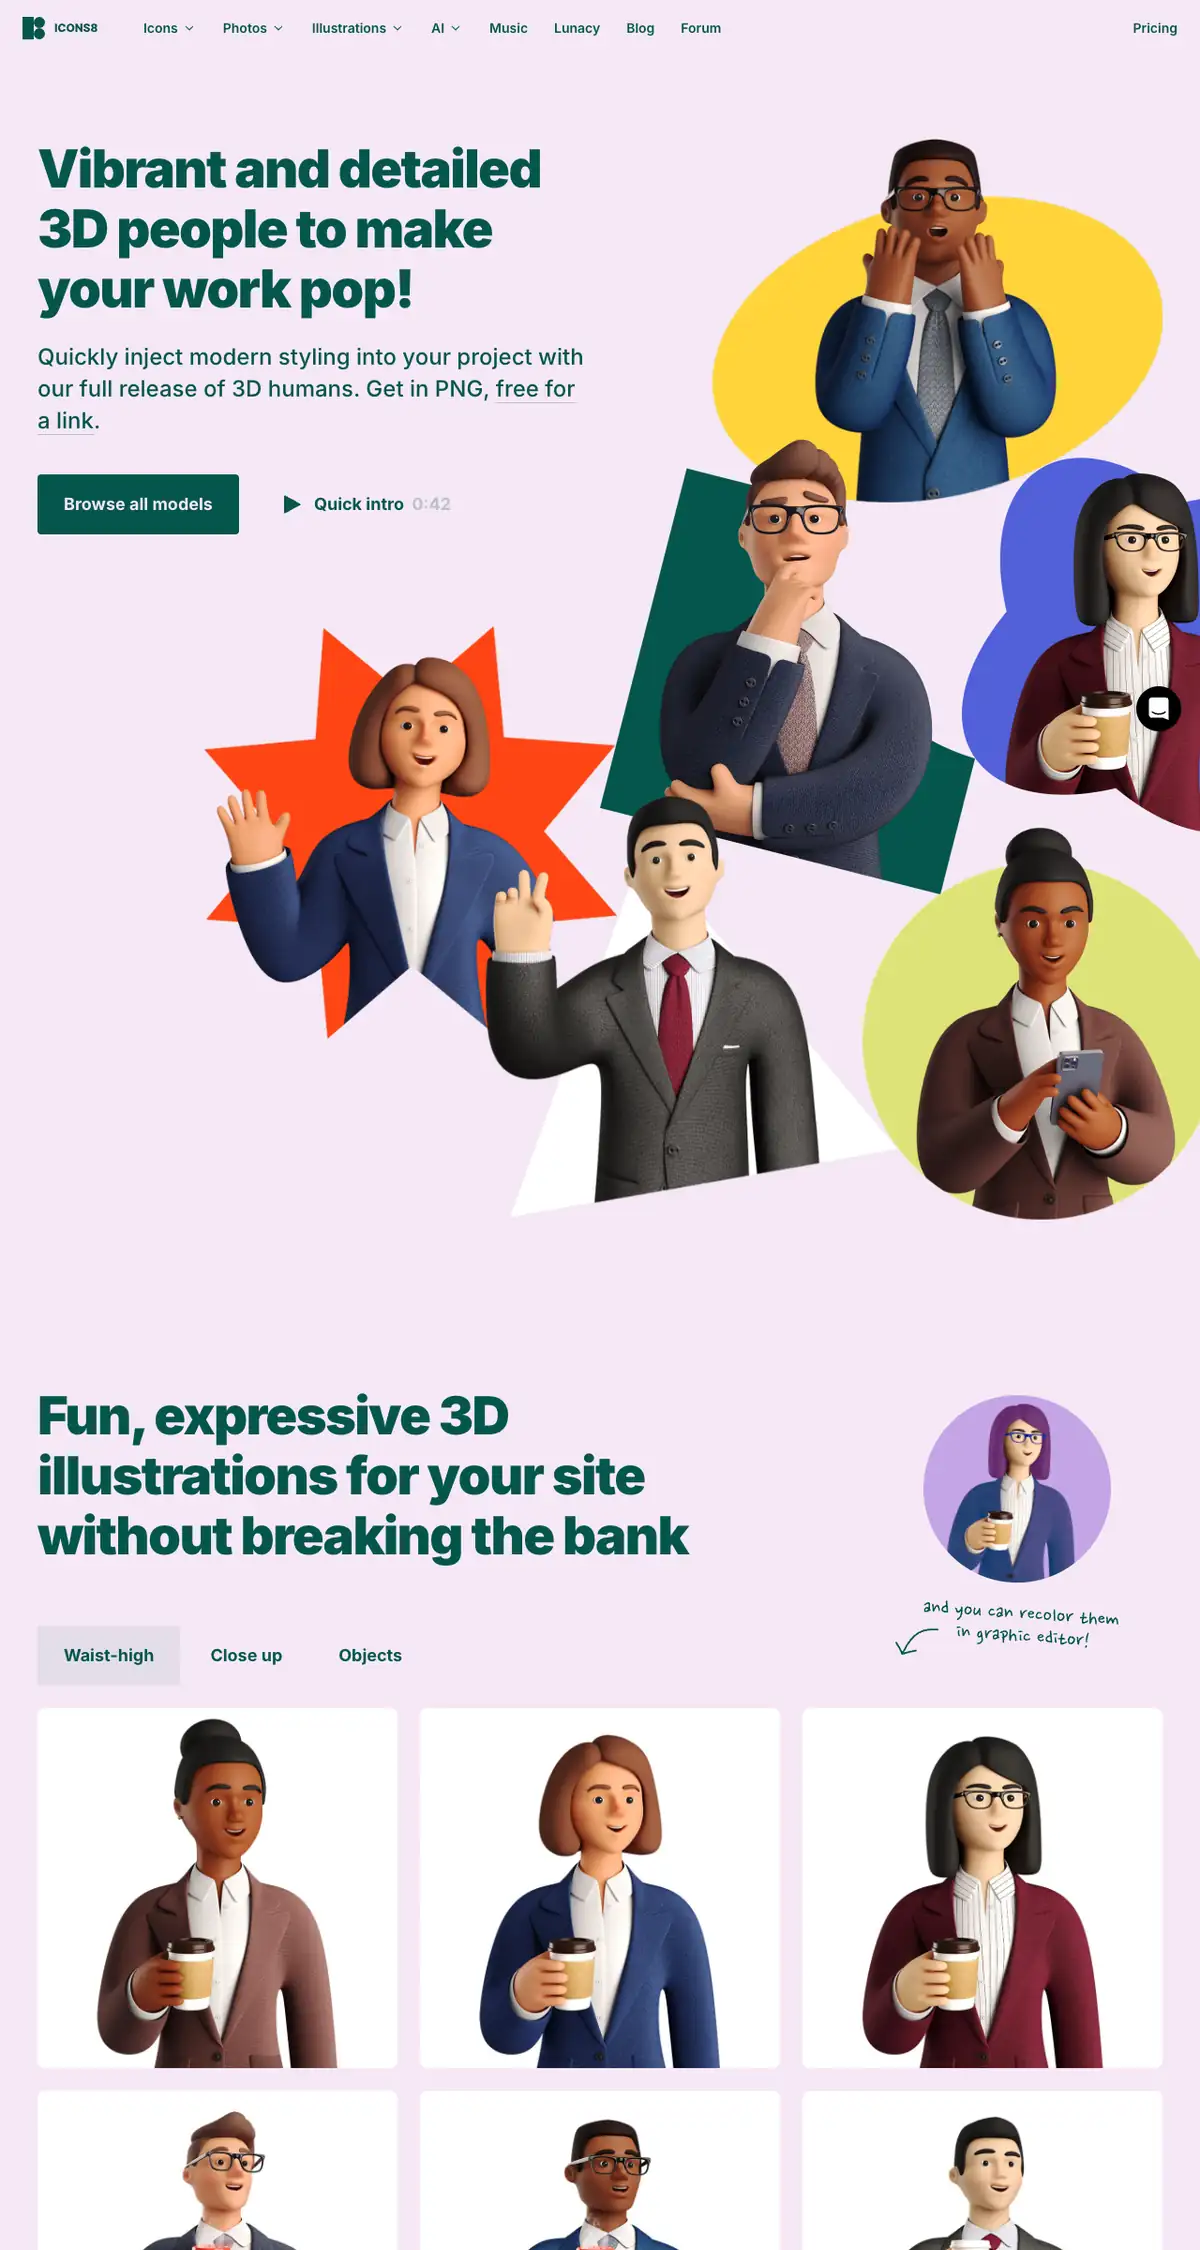 ICONS8
Icons
Photos
Illustrations
AI
Music
Lunacy
Blog
Forum
Pricing
Vibrant and detailed
3D people to make
your work pop!
Quickly inject modern styling into your project with
our full release of 3D humans. Get in PNG, free for
a link.
Browse all models
Quick intro 0:42
Fun, expressive 3D
illustrations for your site
without breaking the bank
and you can recolor them
in graphic editor!
Waist-high
Close up
Objects